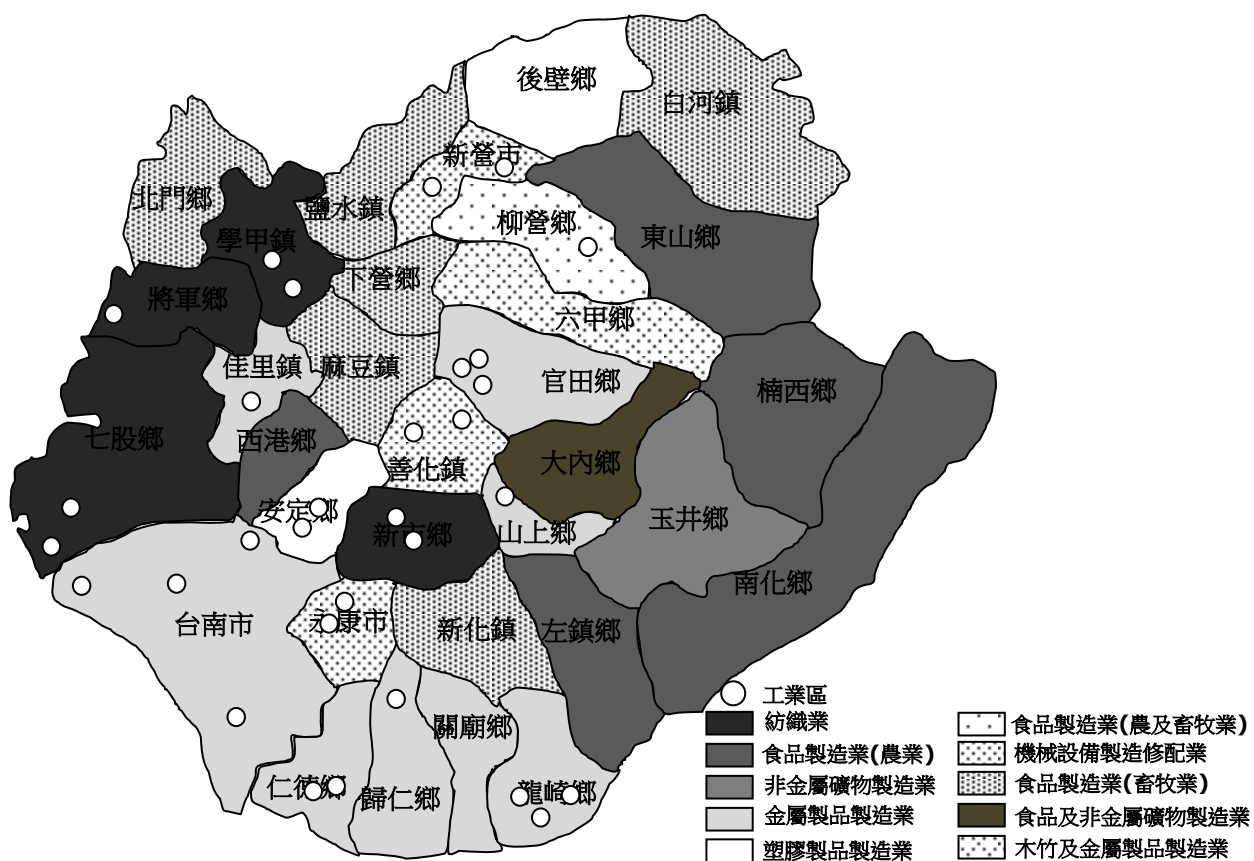 後壁鄉
白河鎮
新營市
北門鄉
鹽水鎮
柳營鄉
學甲鎮
東山鄉
下營鄉
將軍鄉
六甲鄉
佳里鎮
麻豆鎮
官田鄉
楠西鄉
七股鄉
西港鄉
善化鎮
大內鄉
安定鄉
新市鄉
山上鄉
玉井鄉
南化鄉
台南市
永康市
新化鎮
左鎮鄉
關廟鄉
仁德鄉
歸仁鄉
龍崎鄉
工業區
紡織業
食品製造業(農業)
非金屬礦物製造業
金屬製品製造業
塑膠製品製造業
食品製造業(農及畜牧業)
機械設備製造修配業
食品製造業(畜牧業)
食品及非金屬礦物製造業
木竹及金屬製品製造業